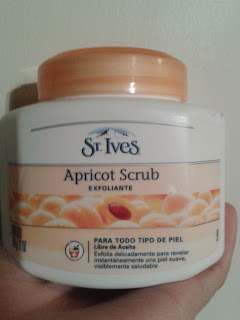 ST. IVES
Apricot Scrub
EXFOLIANTE
PARA TODO TIPO DE PIEL
Libre de Aceite
Exfolia delicadamente para revelar
instantáneamente una piel suave,
visiblemente saludable